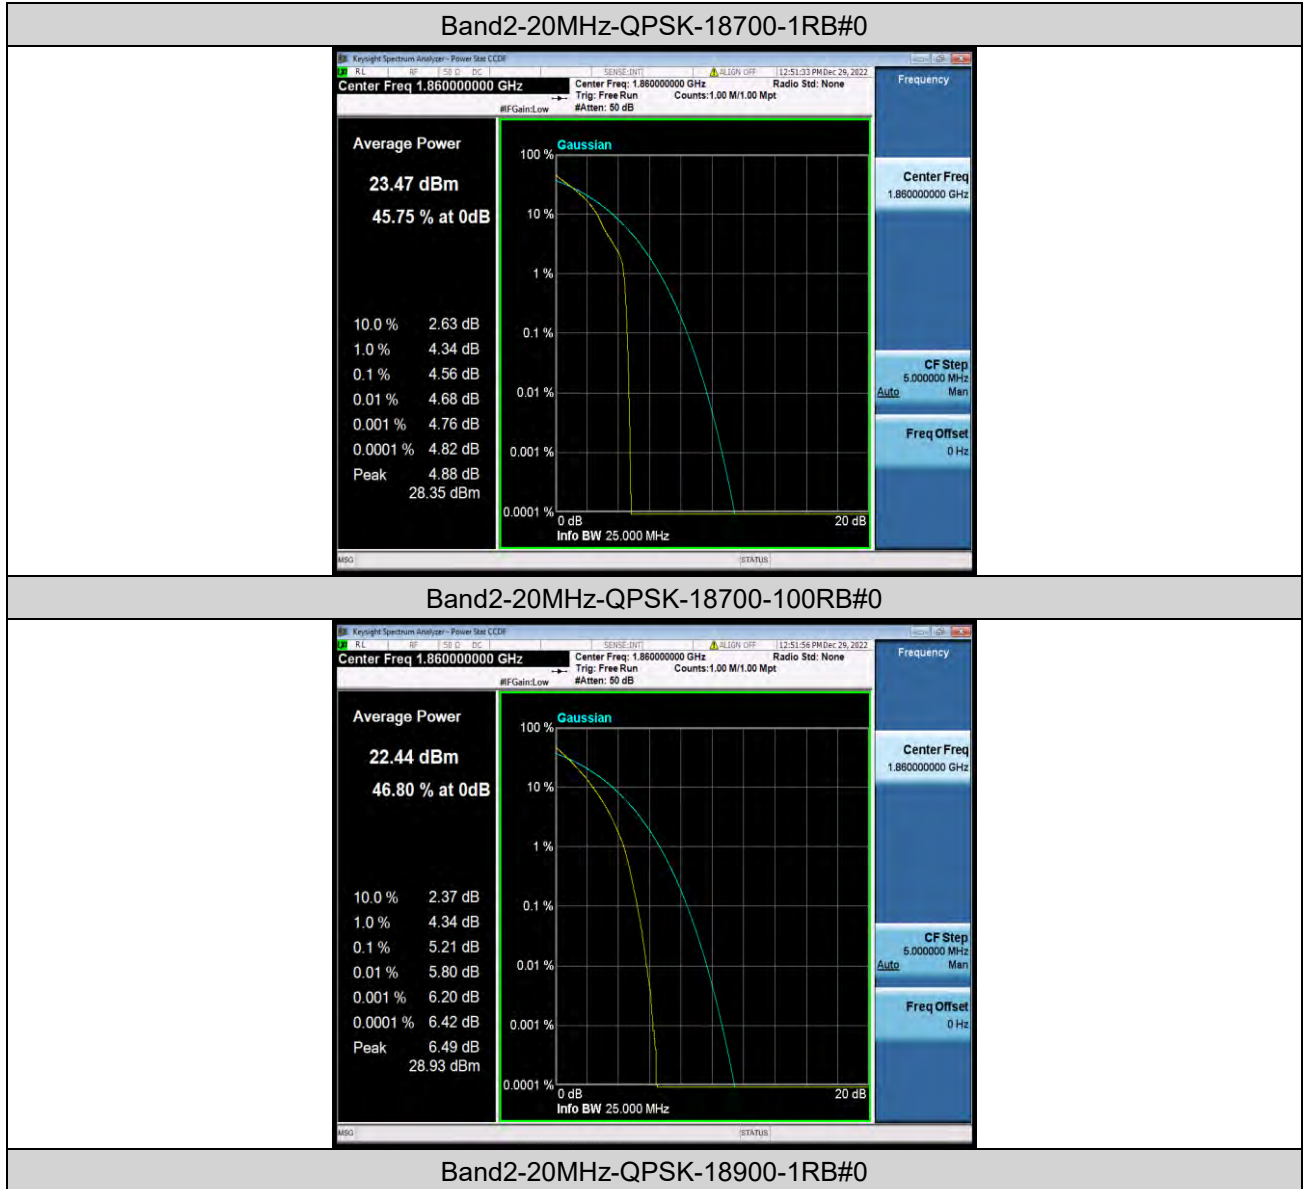 Band2-20MHz-QPSK-18700-1RB#0
Keysight Spectrum Analyzer - Power Stat CCDF
RL RF 50 Ω DC SENSE:INT ALIGN OFF 12:51:33 PM Dec 29, 2022
Center Freq 1.860000000 GHz
Center Freq: 1.860000000 GHz Radio Std: None
Trig: Free Run Counts:1.00 M/1.00 Mpt
#IFGain:Low #Atten: 50 dB
Frequency
Average Power
23.47 dBm
45.75 % at 0dB
10.0 % 2.63 dB
1.0 % 4.34 dB
0.1 % 4.56 dB
0.01 % 4.68 dB
0.001 % 4.76 dB
0.0001 % 4.82 dB
Peak 4.88 dB
28.35 dBm
Gaussian
100 %
10 %
1 %
0.1 %
0.01 %
0.001 %
0.0001 %
0 dB 20 dB
Info BW 25.000 MHz
Center Freq
1.860000000 GHz
CF Step
5.000000 MHz
Auto Man
Freq Offset
0 Hz
MSG STATUS
Band2-20MHz-QPSK-18700-100RB#0
Keysight Spectrum Analyzer - Power Stat CCDF
RL RF 50 Ω DC SENSE:INT ALIGN OFF 12:51:56 PM Dec 29, 2022
Center Freq 1.860000000 GHz
Center Freq: 1.860000000 GHz Radio Std: None
Trig: Free Run Counts:1.00 M/1.00 Mpt
#IFGain:Low #Atten: 50 dB
Frequency
Average Power
22.44 dBm
46.80 % at 0dB
10.0 % 2.37 dB
1.0 % 4.34 dB
0.1 % 5.21 dB
0.01 % 5.80 dB
0.001 % 6.20 dB
0.0001 % 6.42 dB
Peak 6.49 dB
28.93 dBm
Gaussian
100 %
10 %
1 %
0.1 %
0.01 %
0.001 %
0.0001 %
0 dB 20 dB
Info BW 25.000 MHz
Center Freq
1.860000000 GHz
CF Step
5.000000 MHz
Auto Man
Freq Offset
0 Hz
MSG STATUS
Band2-20MHz-QPSK-18900-1RB#0